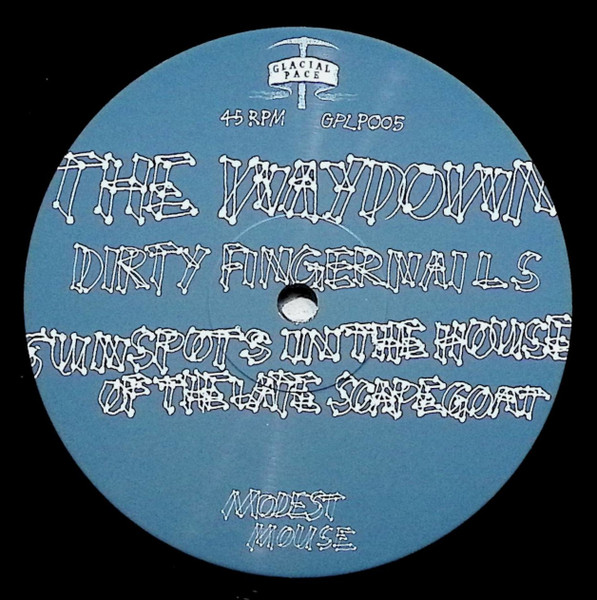 GLACIAL
PACE
45 RPM GPLP005
THE WAYDOWN
DIRTY FINGERNAILS
SUNSPOTS IN THE HOUSE
OF THE LATE SCAPEGOAT
MODEST
MOUSE